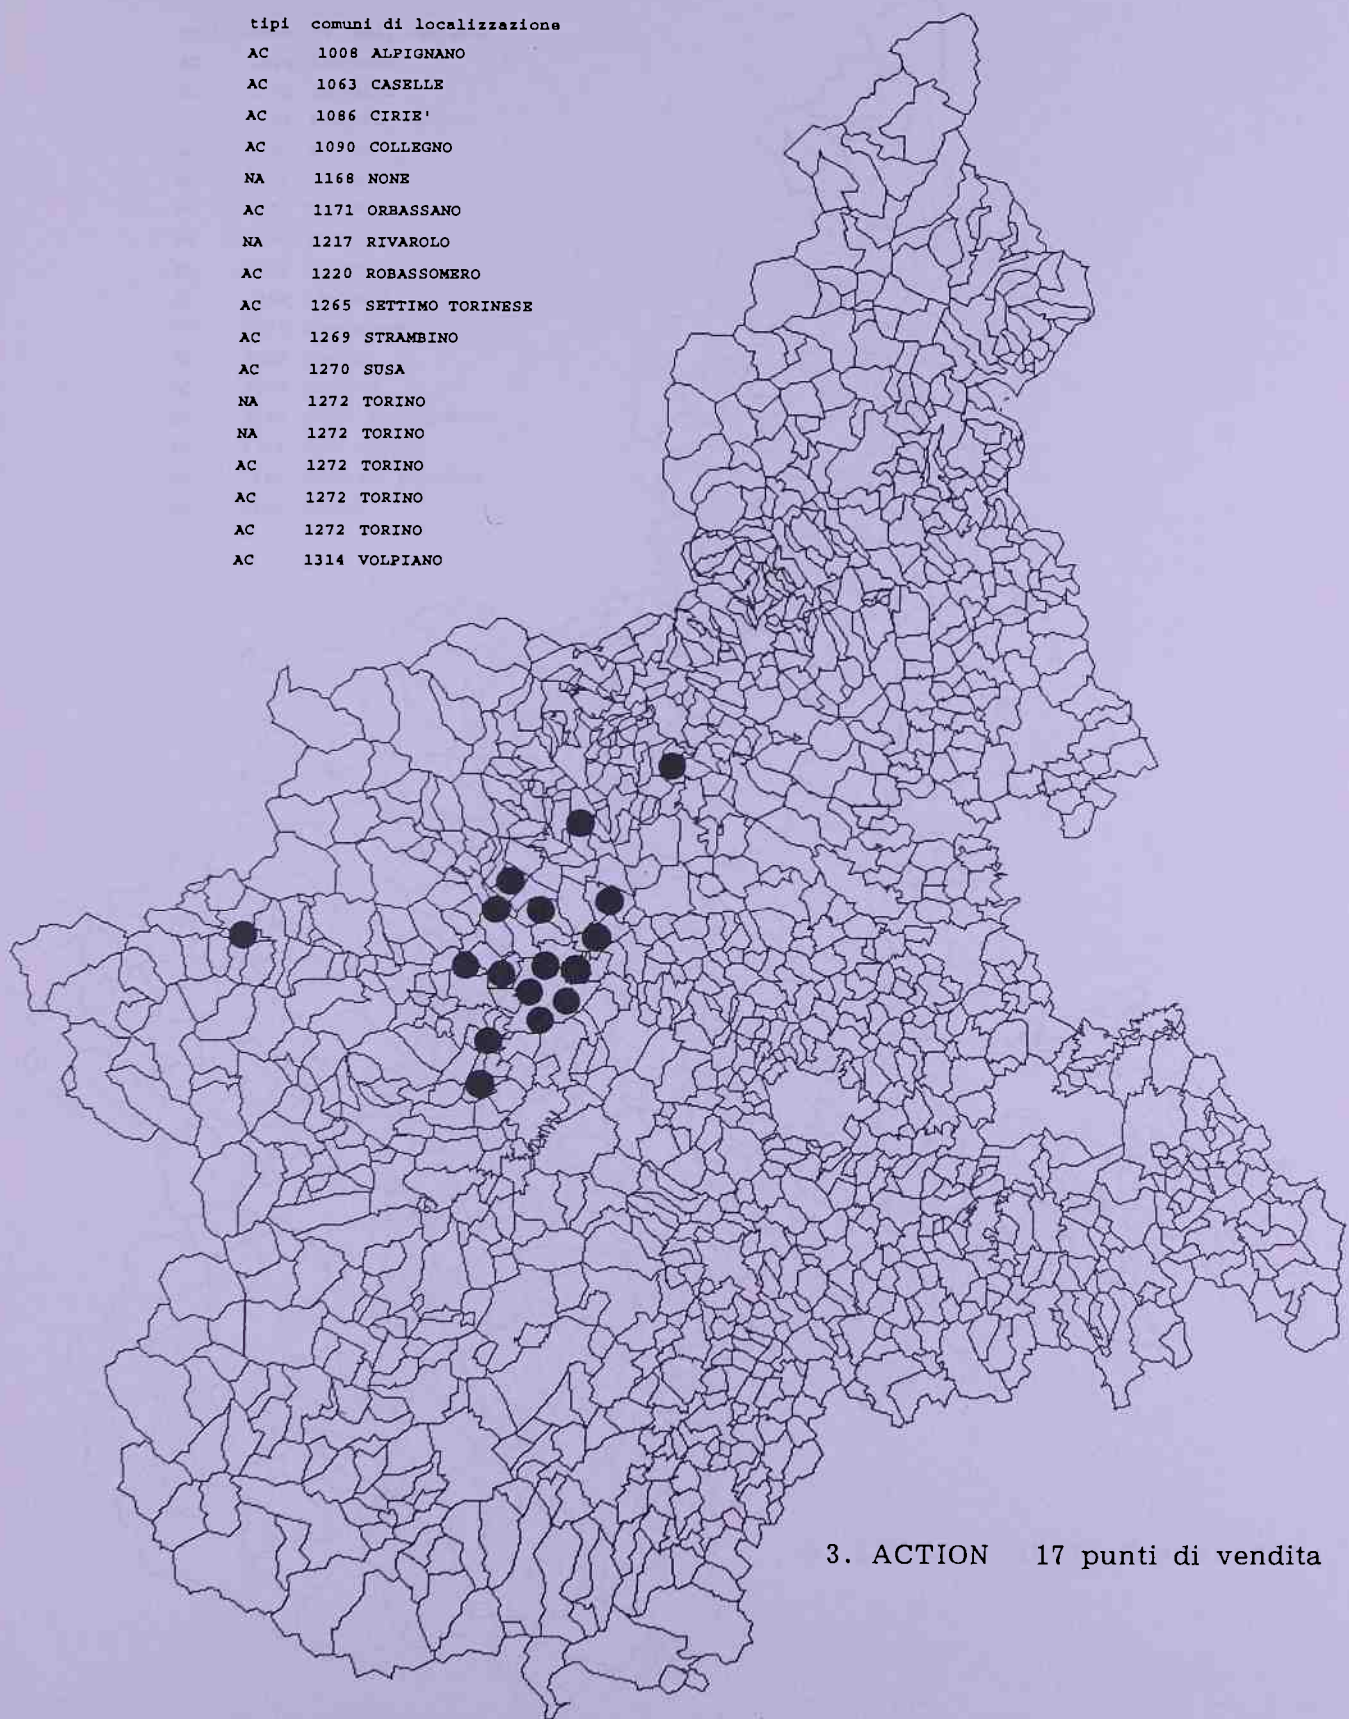 tipi comuni di localizzazione
AC 1008 ALPIGNANO
AC 1063 CASELLE
AC 1086 CIRIE'
AC 1090 COLLEGNO
NA 1168 NONE
AC 1171 ORBASSANO
NA 1217 RIVAROLO
AC 1220 ROBASSOMERO
AC 1265 SETTIMO TORINESE
AC 1269 STRAMBINO
AC 1270 SUSA
NA 1272 TORINO
NA 1272 TORINO
AC 1272 TORINO
AC 1272 TORINO
AC 1272 TORINO
AC 1314 VOLPIANO
3. ACTION 17 punti di vendita